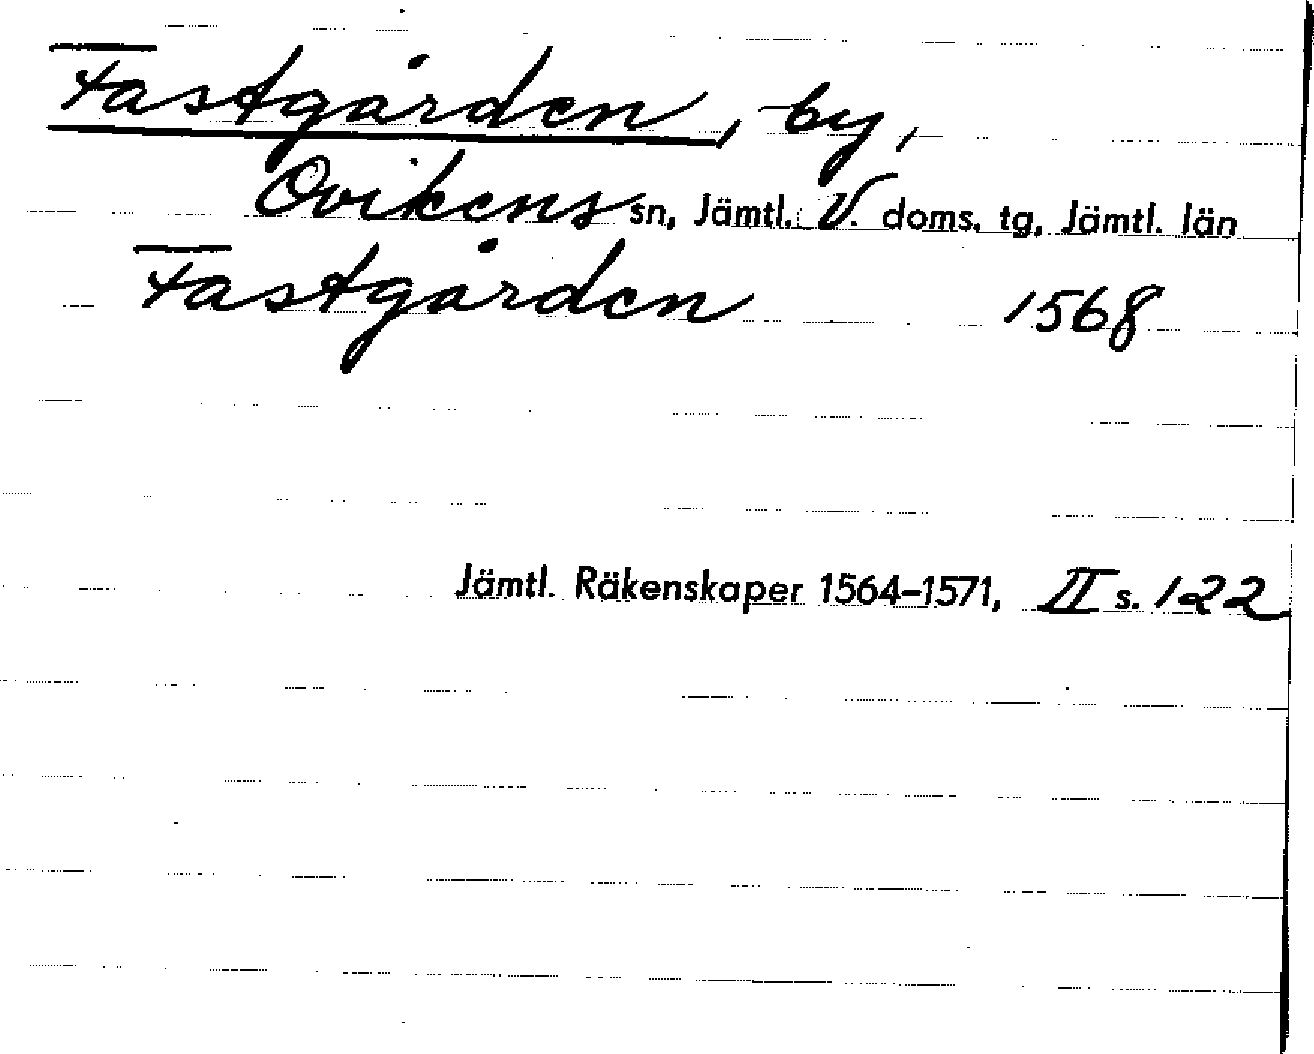 Fastgården, by,
Ovikens sn, Jämtl. V. doms. tg, Jämtl. län
Fastgården 1568
Jämtl. Räkenskaper 1564-1571, II s. 122